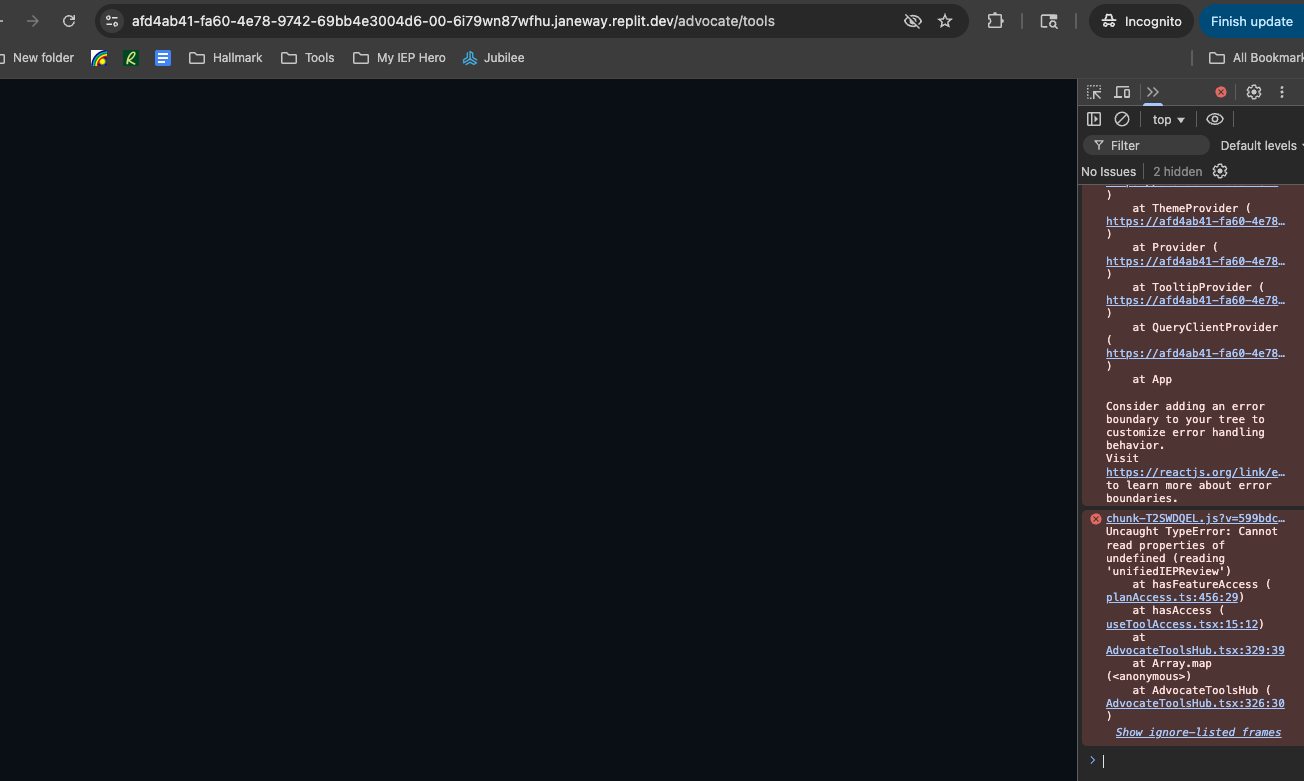 afd4ab41-fa60-4e78-9742-69bb4e3004d6-00-6i79wn87wfhu.janeway.replit.dev/advocate/tools
Incognito
Finish update
New folder
Hallmark
Tools
My IEP Hero
Jubilee
All Bookmark
top
Filter
Default levels
No Issues
2 hidden
)
at ThemeProvider (
https://afd4ab41-fa60-4e78…
)
at Provider (
https://afd4ab41-fa60-4e78…
)
at TooltipProvider (
https://afd4ab41-fa60-4e78…
)
at QueryClientProvider
(
https://afd4ab41-fa60-4e78…
)
at App
Consider adding an error
boundary to your tree to
customize error handling
behavior.
Visit
https://reactjs.org/link/e…
to learn more about error
boundaries.
chunk-T2SWDQEL.js?v=599bdc…
Uncaught TypeError: Cannot
read properties of
undefined (reading
'unifiedIEPReview')
at hasFeatureAccess (
planAccess.ts:456:29)
at hasAccess (
useToolAccess.tsx:15:12)
at
AdvocateToolsHub.tsx:329:39
at Array.map
(<anonymous>)
at AdvocateToolsHub (
AdvocateToolsHub.tsx:326:30
)
Show ignore-listed frames